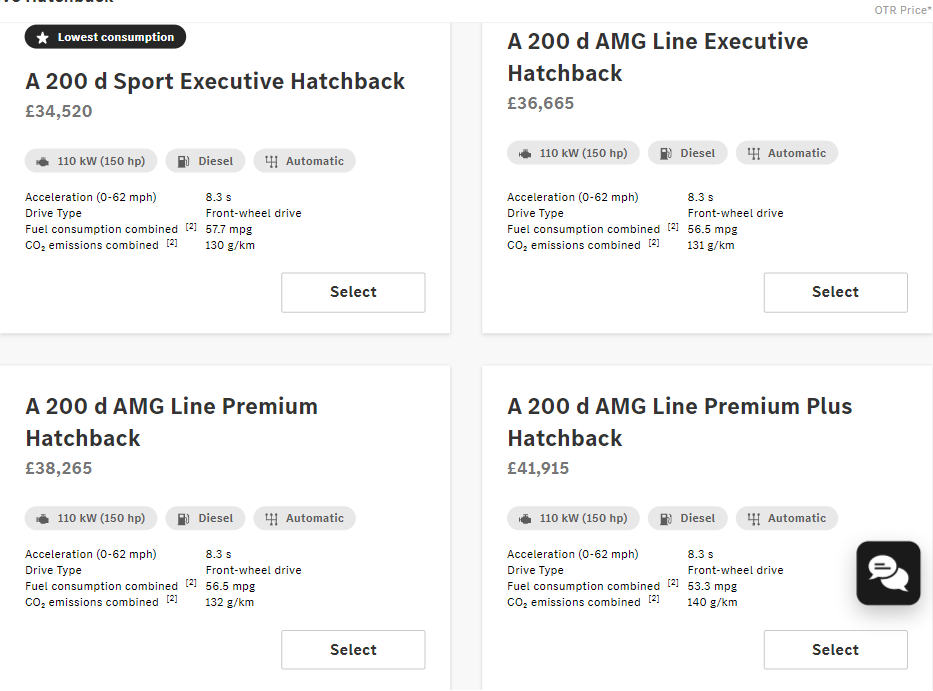 OTR Price*
Lowest consumption
A 200 d Sport Executive Hatchback
£34,520
110 kW (150 hp) Diesel Automatic
Acceleration (0-62 mph) 8.3 s
Drive Type Front-wheel drive
Fuel consumption combined [2] 57.7 mpg
CO₂ emissions combined [2] 130 g/km
Select
A 200 d AMG Line Executive
Hatchback
£36,665
110 kW (150 hp) Diesel Automatic
Acceleration (0-62 mph) 8.3 s
Drive Type Front-wheel drive
Fuel consumption combined [2] 56.5 mpg
CO₂ emissions combined [2] 131 g/km
Select
A 200 d AMG Line Premium
Hatchback
£38,265
110 kW (150 hp) Diesel Automatic
Acceleration (0-62 mph) 8.3 s
Drive Type Front-wheel drive
Fuel consumption combined [2] 56.5 mpg
CO₂ emissions combined [2] 132 g/km
Select
A 200 d AMG Line Premium Plus
Hatchback
£41,915
110 kW (150 hp) Diesel Automatic
Acceleration (0-62 mph) 8.3 s
Drive Type Front-wheel drive
Fuel consumption combined [2] 53.3 mpg
CO₂ emissions combined [2] 140 g/km
Select